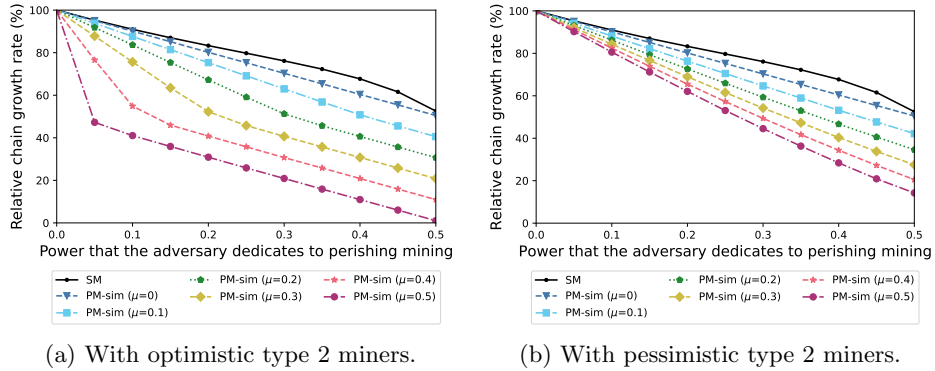 100
80
60
40
20
0
Relative chain growth rate (%)
0.0 0.1 0.2 0.3 0.4 0.5
Power that the adversary dedicates to perishing mining
SM
PM-sim (μ=0)
PM-sim (μ=0.1)
PM-sim (μ=0.2)
PM-sim (μ=0.3)
PM-sim (μ=0.4)
PM-sim (μ=0.5)
(a) With optimistic type 2 miners.
100
80
60
40
20
0
Relative chain growth rate (%)
0.0 0.1 0.2 0.3 0.4 0.5
Power that the adversary dedicates to perishing mining
SM
PM-sim (μ=0)
PM-sim (μ=0.1)
PM-sim (μ=0.2)
PM-sim (μ=0.3)
PM-sim (μ=0.4)
PM-sim (μ=0.5)
(b) With pessimistic type 2 miners.